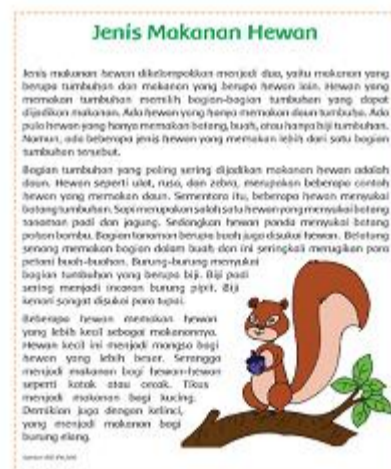 Jenis Makanan Hewan
Jenis makanan hewan dikelompokkan menjadi dua, yaitu makanan yang
berupa tumbuhan dan makanan yang berupa hewan lain. Hewan yang
memakan tumbuhan memilih bagian-bagian tumbuhan yang dapat
dijadikan makanan. Ada hewan yang hanya memakan daun tumbuhan. Ada
pula hewan yang hanya memakan batang, buah, atau hanya biji tumbuhan.
Namun, ada beberapa jenis hewan yang memakan lebih dari satu bagian
tumbuhan tersebut.
Bagian tumbuhan yang paling sering dijadikan makanan hewan adalah
daun. Hewan seperti ulat, rusa, dan zebra, merupakan beberapa contoh
hewan yang memakan daun. Sementara itu, beberapa hewan menyukai
batang tumbuhan. Sapi merupakan salah satu hewan yang menyukai batang
tanaman padi dan jagung. Sedangkan hewan panda menyukai batang
pohon bambu. Bagian tanaman berupa buah juga disukai hewan. Belatung
senang memakan bagian dalam buah dan ini seringkali merugikan para
petani buah-buahan. Burung-burung menyukai
bagian tumbuhan yang berupa biji. Biji padi
sering menjadi incaran burung pipit. Biji
kenari sangat disukai para tupai.
Beberapa hewan memakan hewan
yang lebih kecil sebagai makanannya.
Hewan kecil ini menjadi mangsa bagi
hewan yang lebih besar. Serangga
menjadi makanan bagi hewan-hewan
seperti katak atau cicak. Tikus
menjadi makanan bagi kucing.
Demikian juga dengan kelinci,
yang menjadi makanan bagi
burung elang.